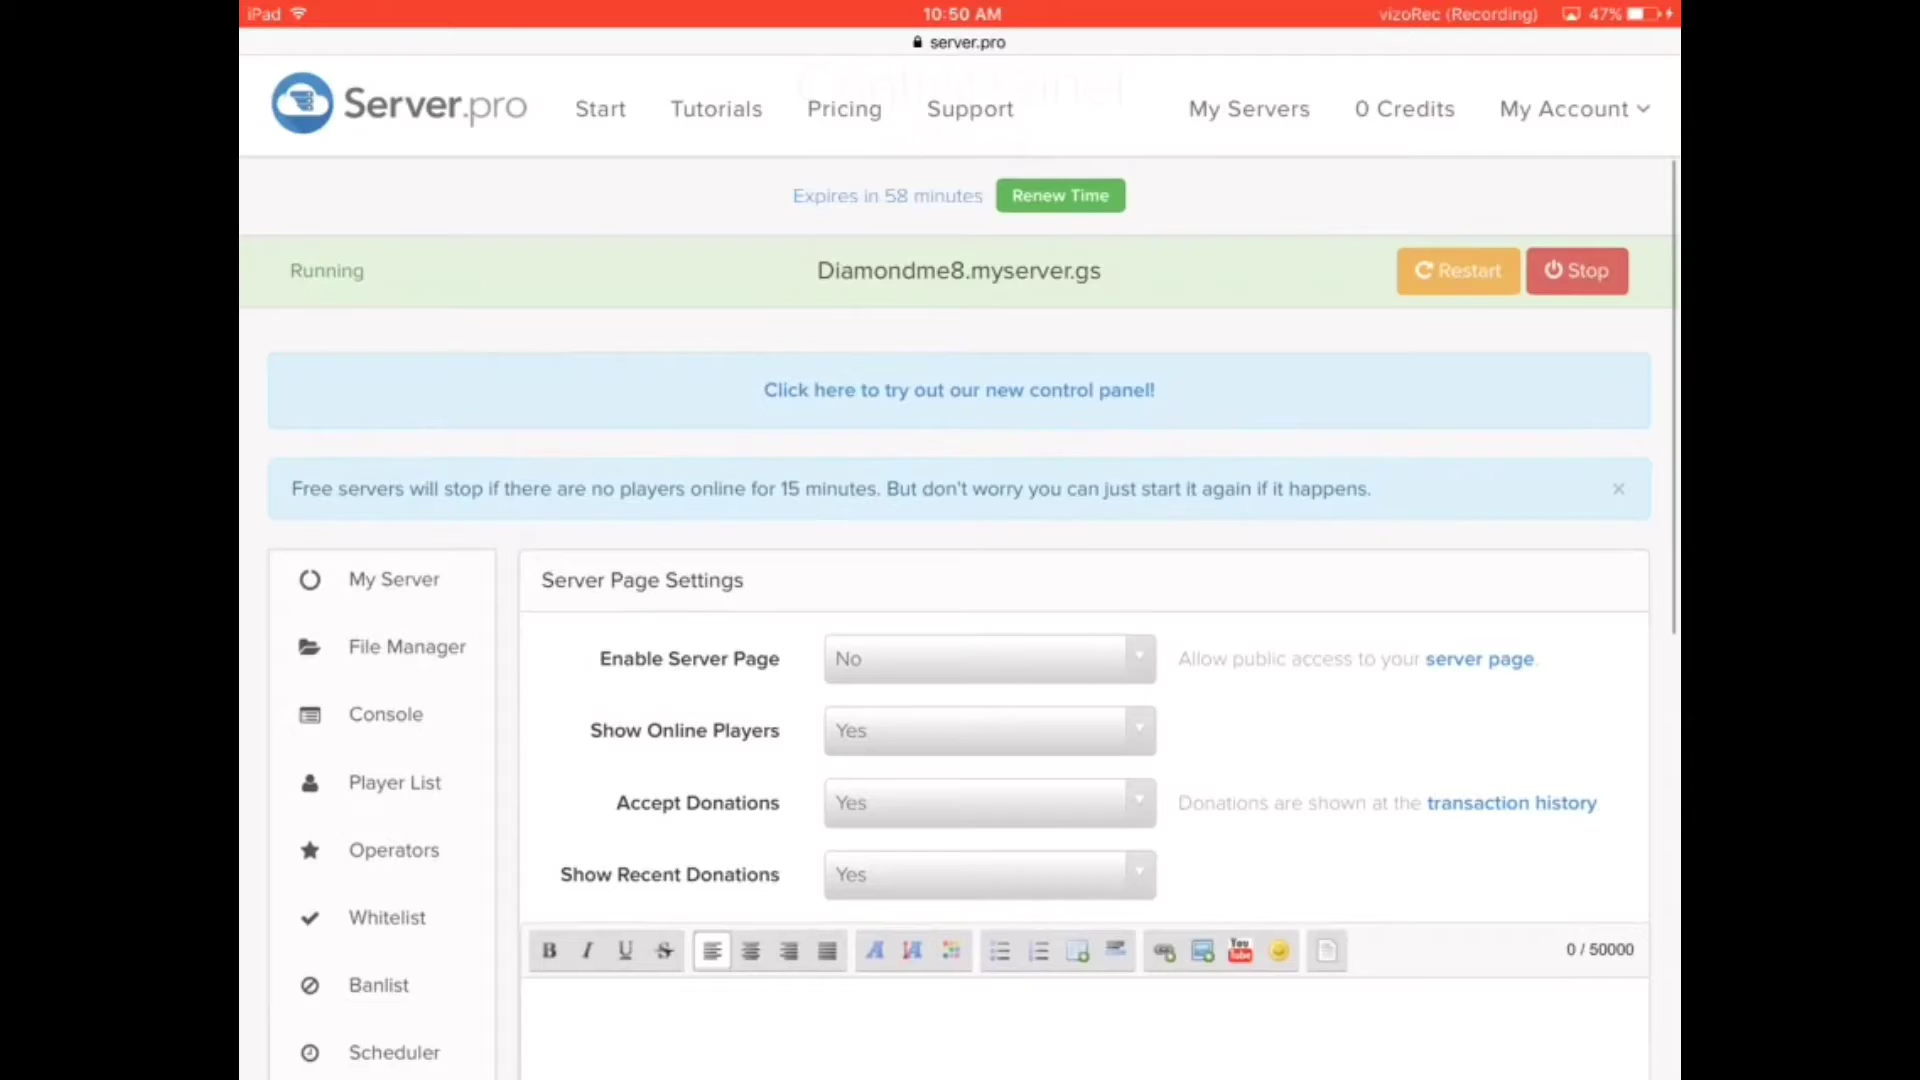 iPad 10:50 AM vizoRec (Recording) 47%
server.pro
Server.pro Start Tutorials Pricing Support My Servers 0 Credits My Account
Expires in 58 minutes Renew Time
Running Diamondme8.myserver.gs Restart Stop
Click here to try out our new control panel!
Free servers will stop if there are no players online for 15 minutes. But don't worry you can just start it again if it happens. ×
My Server
File Manager
Console
Player List
Operators
Whitelist
Banlist
Scheduler
Server Page Settings
Enable Server Page No Allow public access to your server page.
Show Online Players Yes
Accept Donations Yes Donations are shown at the transaction history
Show Recent Donations Yes
B I U S You Tube 0 / 50000